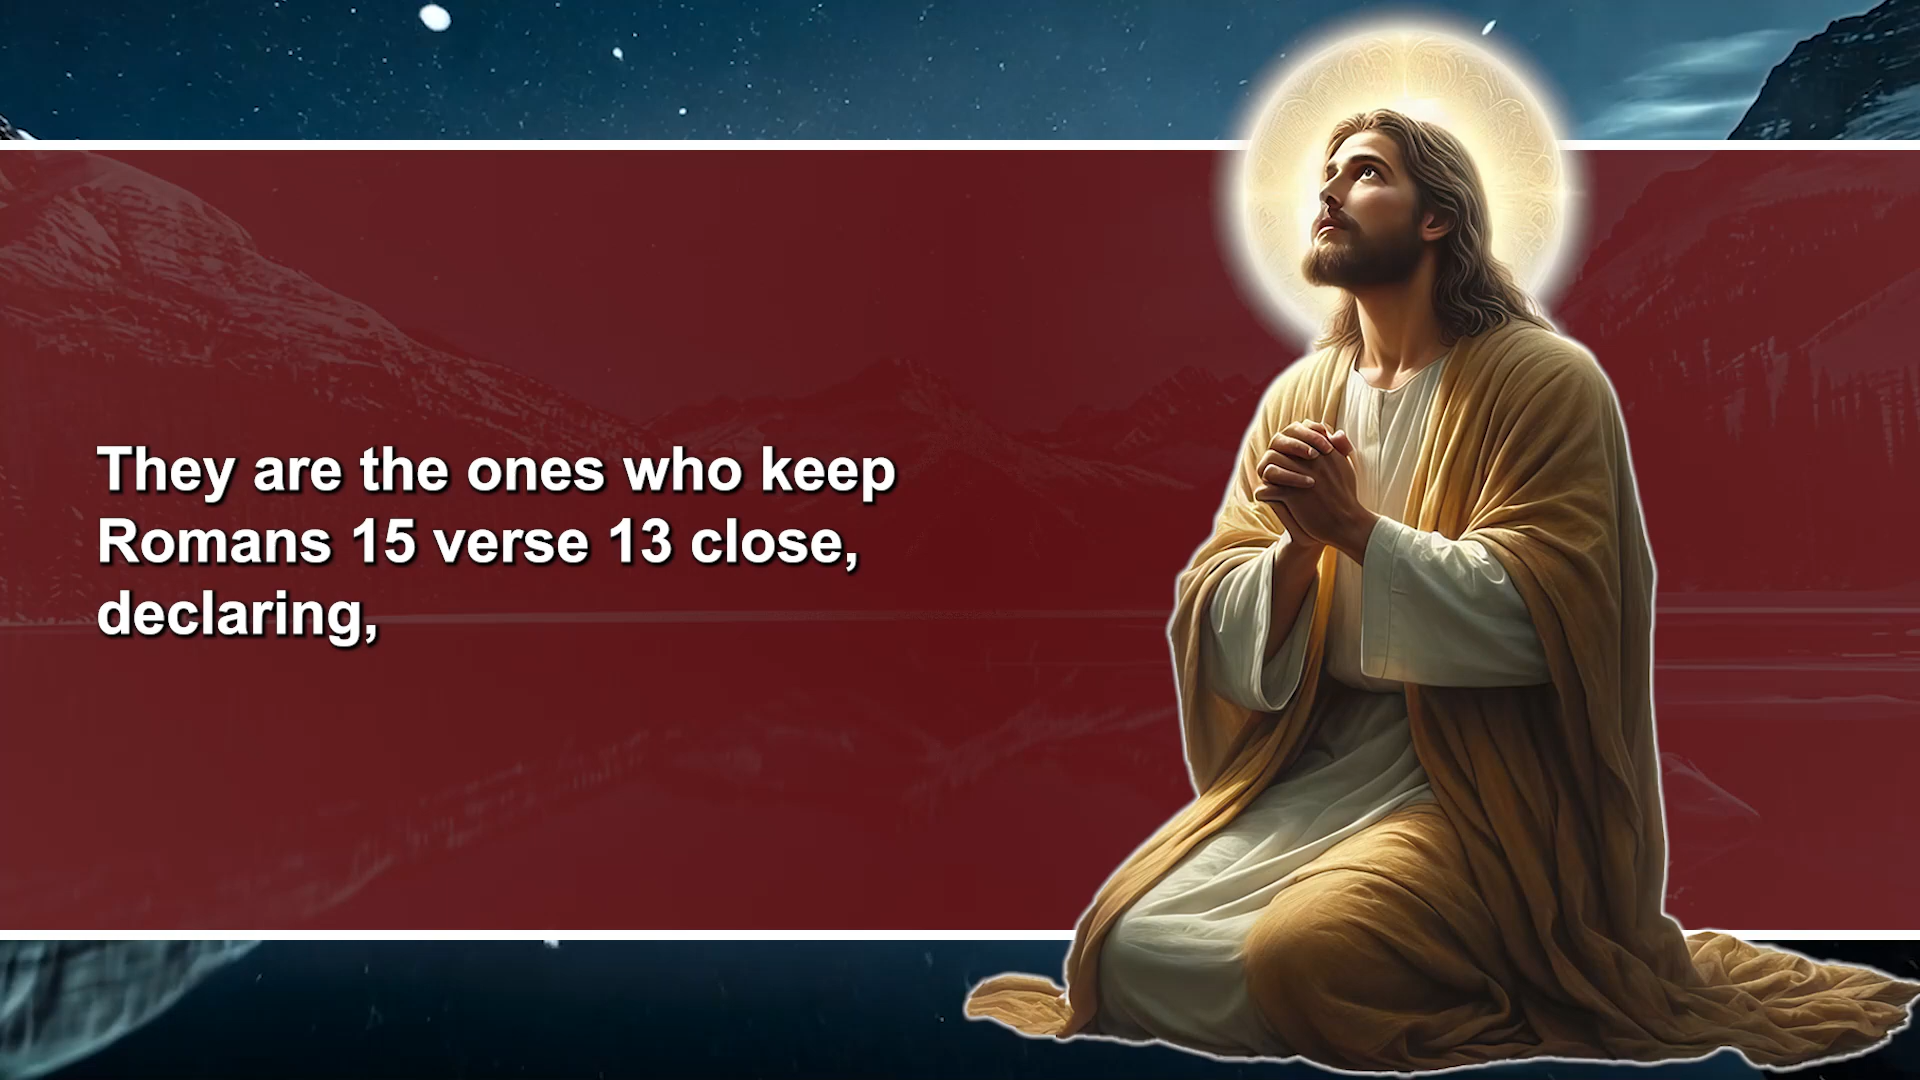 They are the ones who keep
Romans 15 verse 13 close,
declaring,